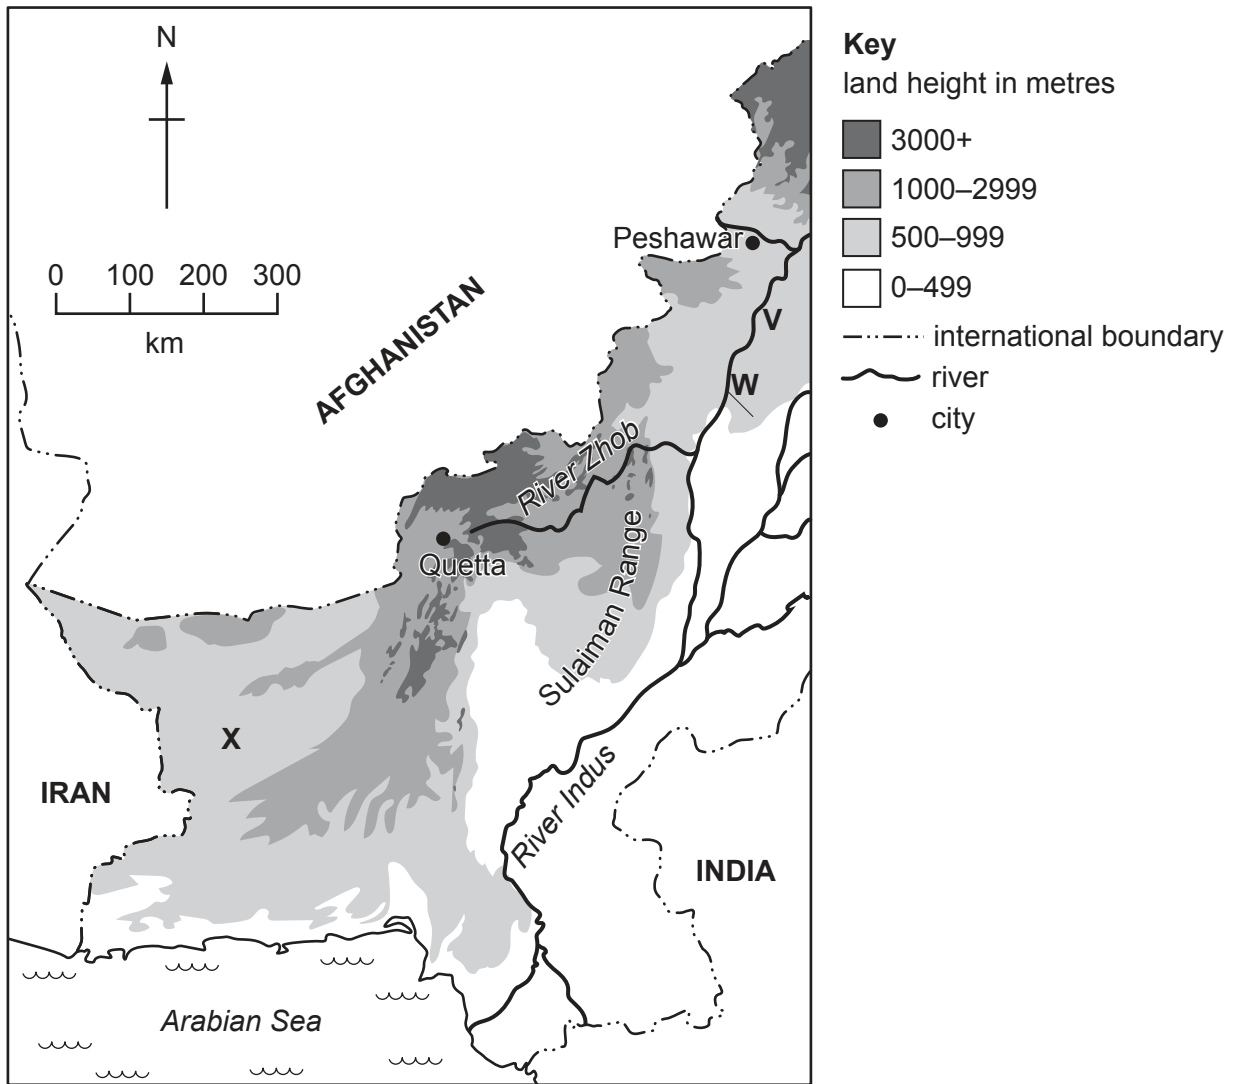 N
0 100 200 300
km
AFGHANISTAN
Peshawar
V
W
River Zhob
Quetta
Sulaiman Range
X
IRAN
River Indus
INDIA
Arabian Sea
Key
land height in metres
3000+
1000–2999
500–999
0–499
international boundary
river
city